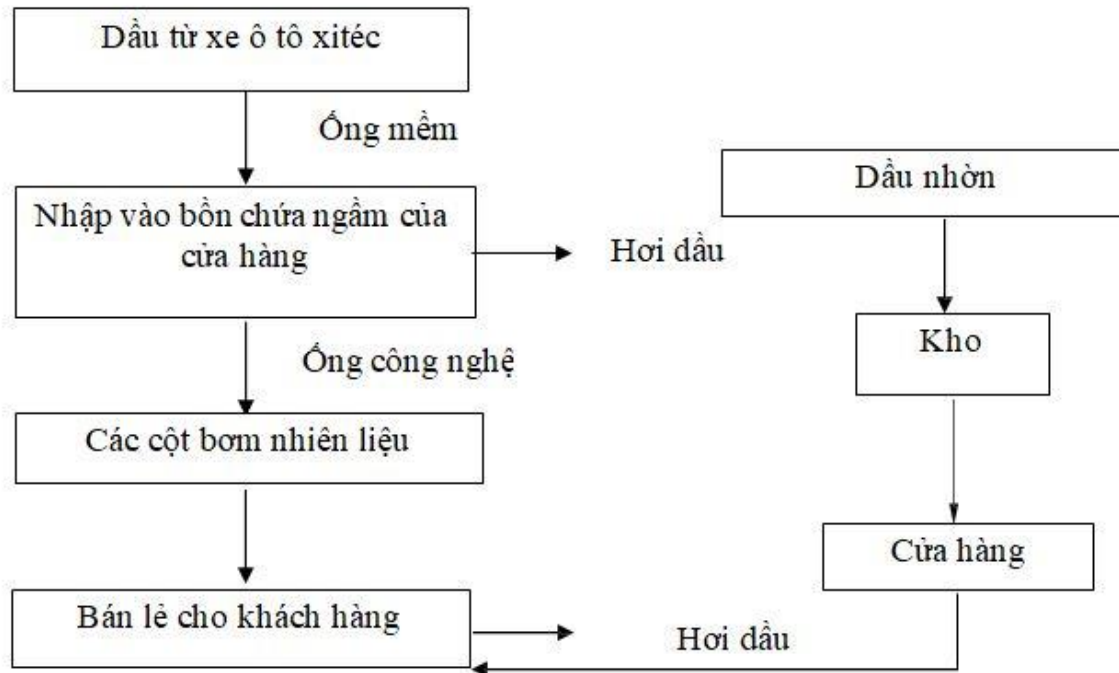 Dầu từ xe ô tô xitéc
Ống mềm
Nhập vào bồn chứa ngầm của
cửa hàng
Hơi dầu
Ống công nghệ
Các cột bơm nhiên liệu
Bán lẻ cho khách hàng
Hơi dầu
Dầu nhờn
Kho
Cửa hàng